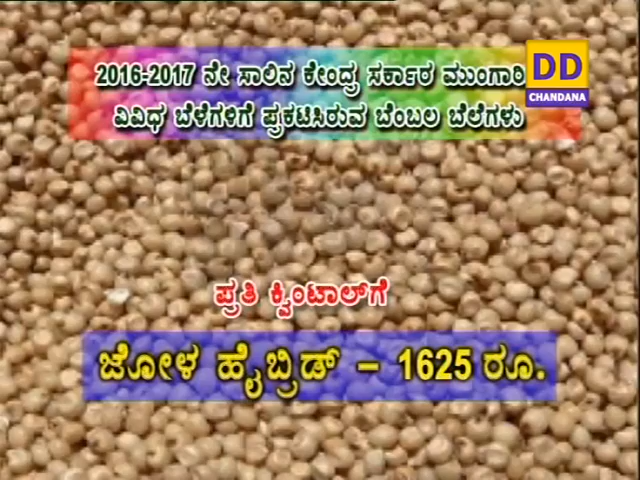 2016-2017 ನೇ ಸಾಲಿನ ಕೇಂದ್ರ ಸರ್ಕಾರ ಮುಂಗಾರಿ
ವಿವಿಧ ಬೆಳೆಗಳಿಗೆ ಪ್ರಕಟಿಸಿರುವ ಬೆಂಬಲ ಬೆಲೆಗಳು
DD
CHANDANA
ಪ್ರತಿ ಕ್ವಿಂಟಾಲ್‌ಗೆ
ಜೋಳ ಹೈಬ್ರಿಡ್ – 1625 ರೂ.